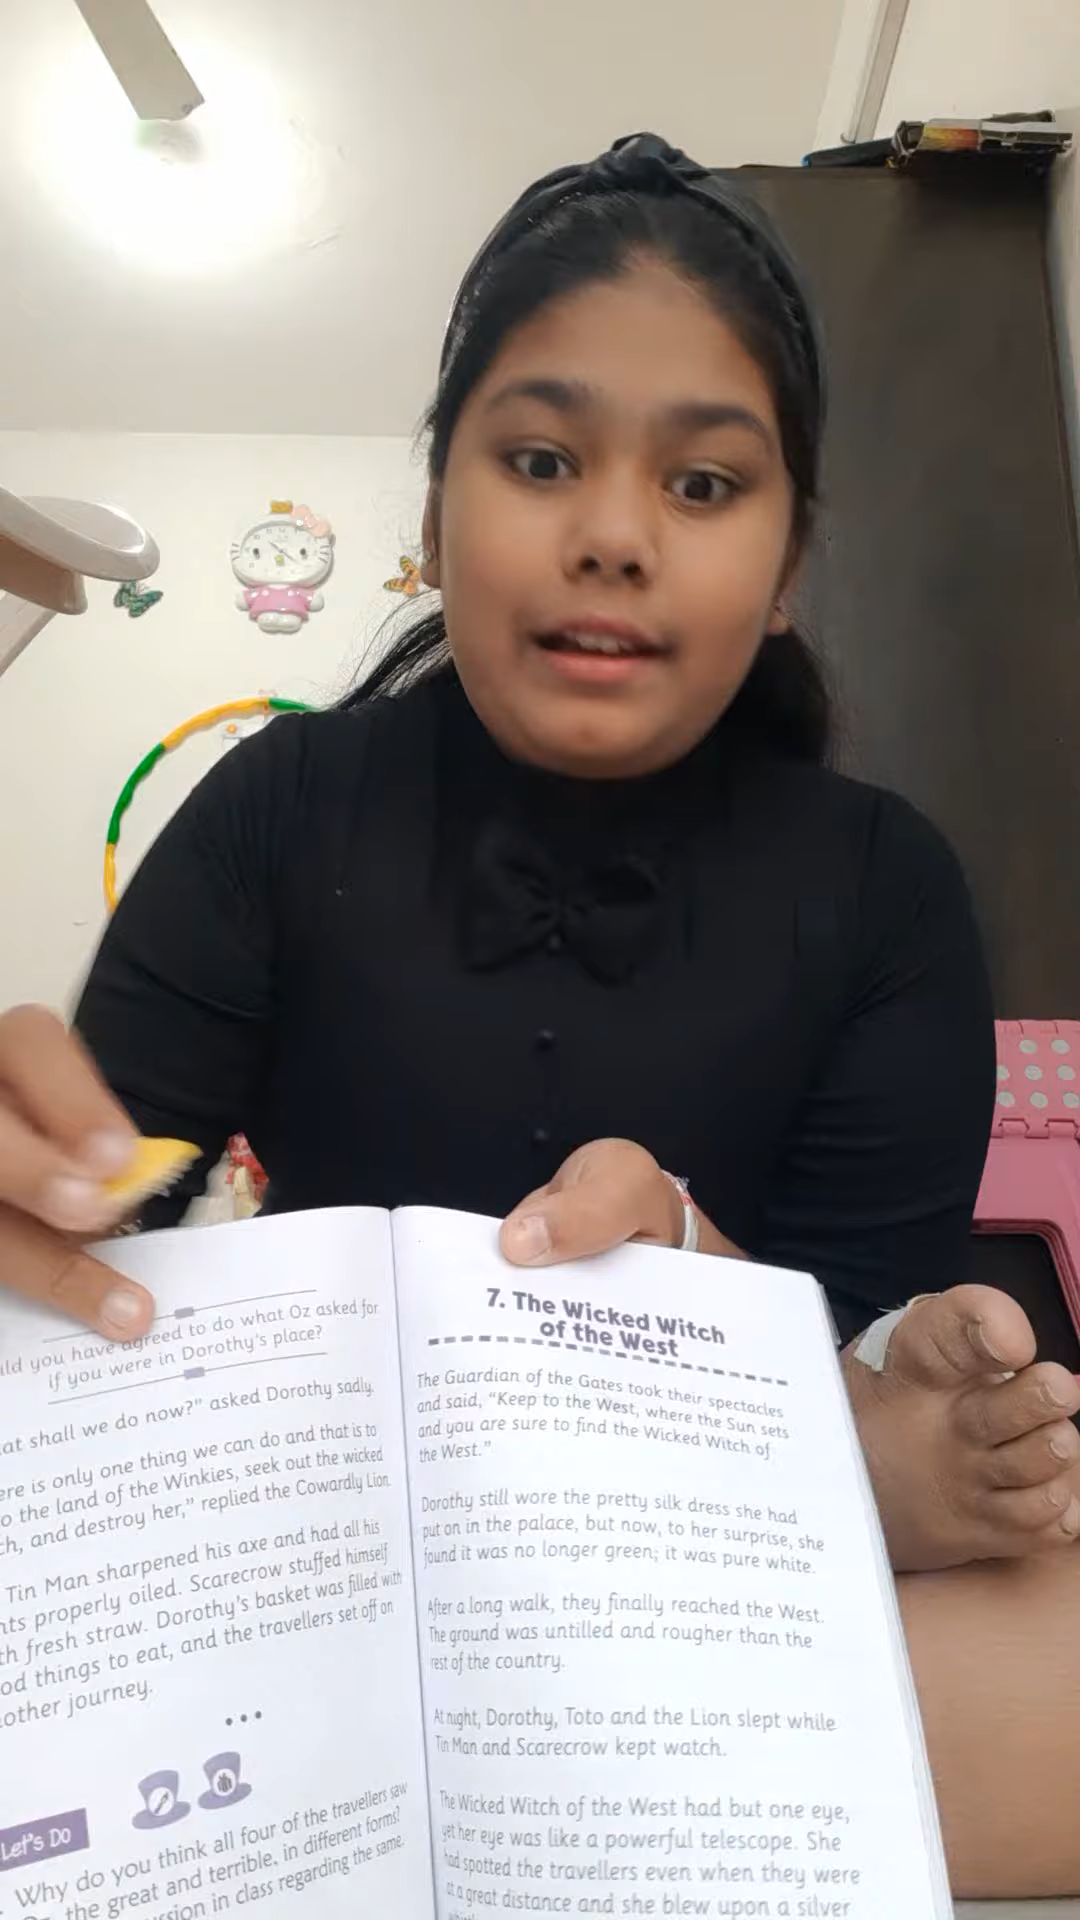 ld you have agreed to do what Oz asked for
if you were in Dorothy's place?
at shall we do now?" asked Dorothy sadly.
ere is only one thing we can do and that is to
o the land of the Winkies, seek out the wicked
ch, and destroy her," replied the Cowardly Lion.
Tin Man sharpened his axe and had all his
nts properly oiled. Scarecrow stuffed himself
th fresh straw. Dorothy's basket was filled with
od things to eat, and the travellers set off on
other journey.
• • •
Let's Do
Why do you think all four of the travellers saw
the great and terrible, in different forms?
ssion in class regarding the same.
7. The Wicked Witch
of the West
The Guardian of the Gates took their spectacles
and said, "Keep to the West, where the Sun sets
and you are sure to find the Wicked Witch of
the West."
Dorothy still wore the pretty silk dress she had
put on in the palace, but now, to her surprise, she
found it was no longer green; it was pure white.
After a long walk, they finally reached the West.
The ground was untilled and rougher than the
rest of the country.
At night, Dorothy, Toto and the Lion slept while
Tin Man and Scarecrow kept watch.
The Wicked Witch of the West had but one eye,
yet her eye was like a powerful telescope. She
had spotted the travellers even when they were
at a great distance and she blew upon a silver